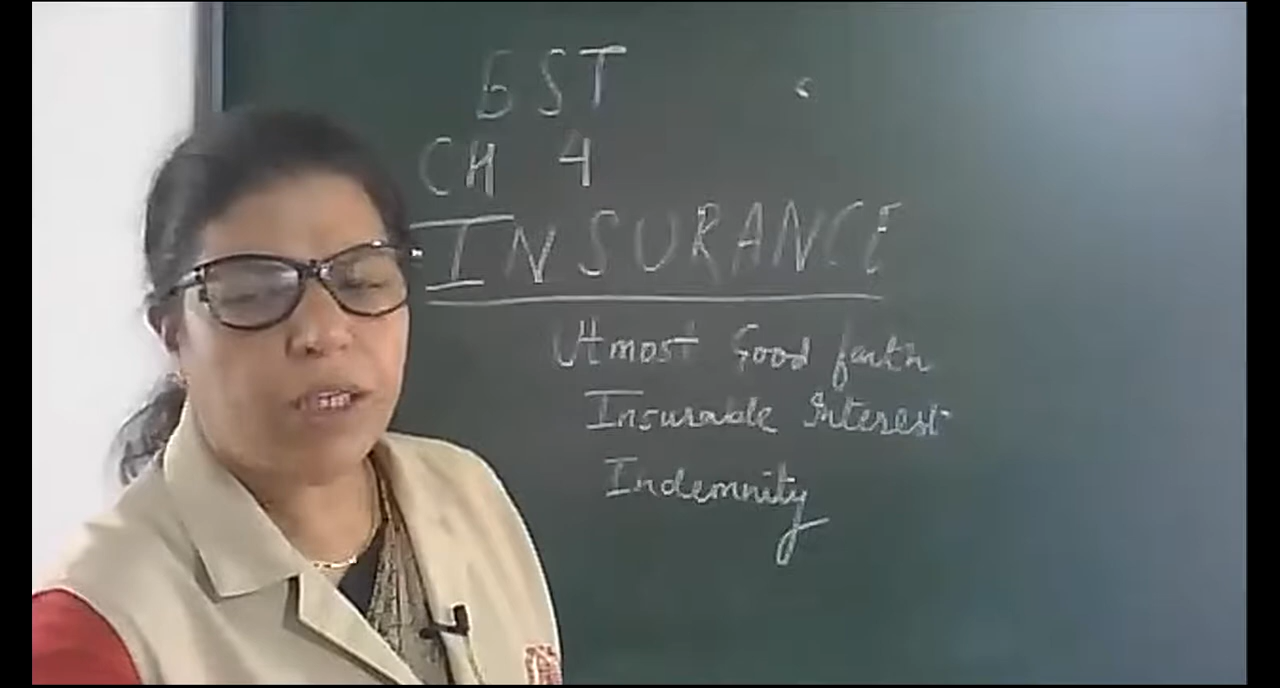 BST
CH 4
INSURANCE
Utmost Good faith
Insurable Interest
Indemnity